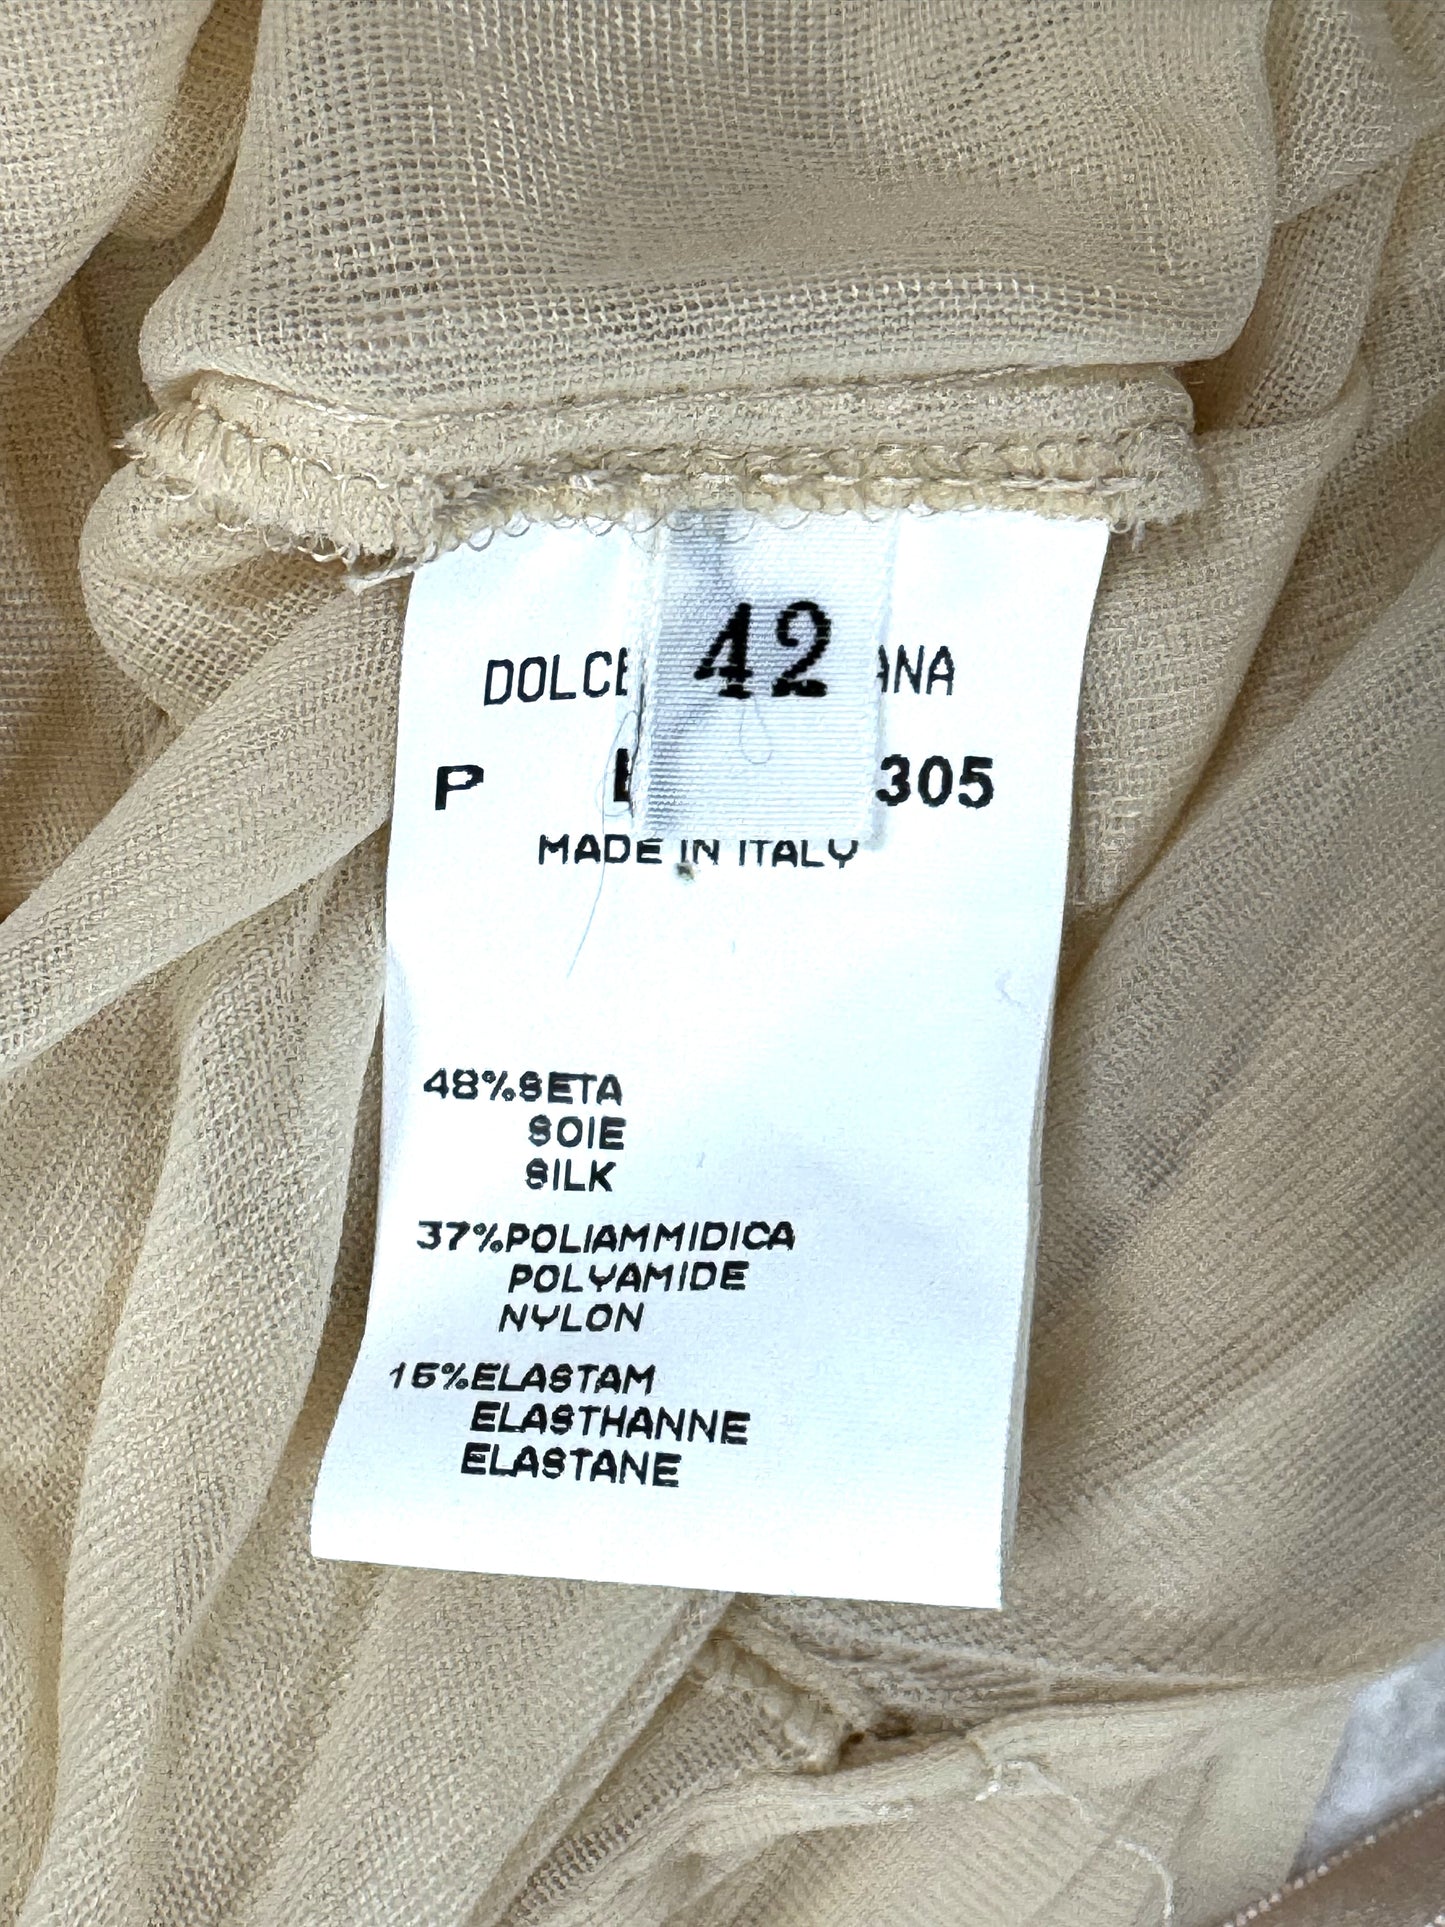 42
DOLCE ANA
P 305
MADE IN ITALY
48%SETA
SOIE
SILK
37%POLIAMMIDICA
POLYAMIDE
NYLON
15%ELASTAM
ELASTHANNE
ELASTANE